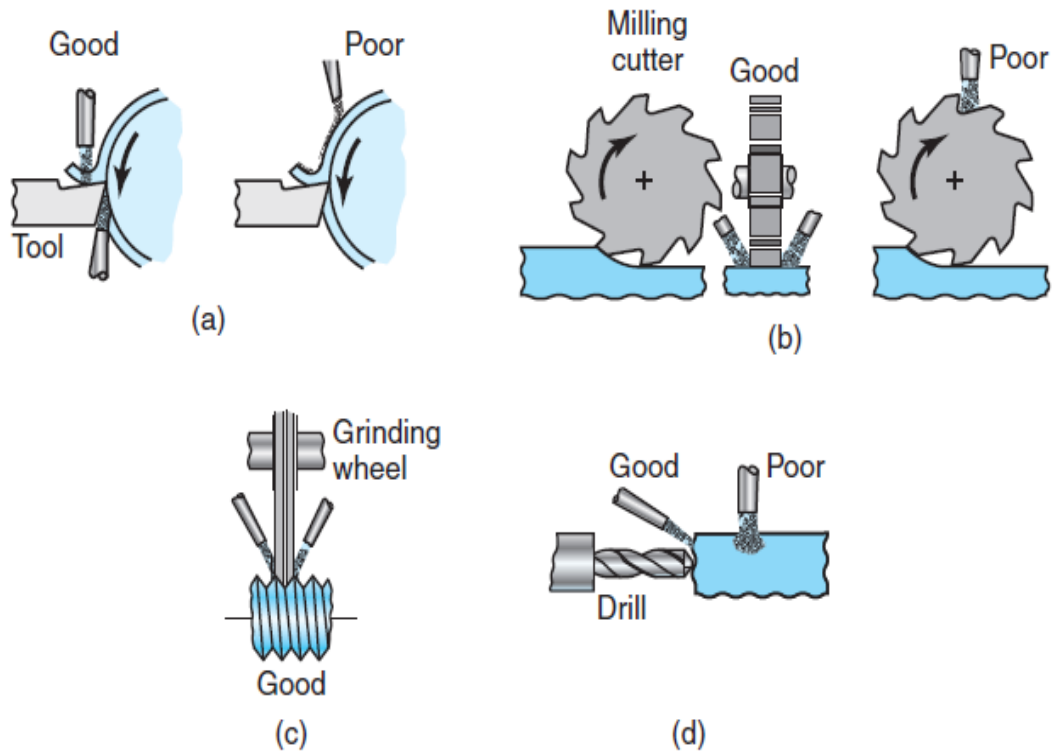 Good
Poor
Tool
(a)
Milling
cutter
Good
Poor
(b)
Grinding
wheel
Good
(c)
Good
Poor
Drill
(d)